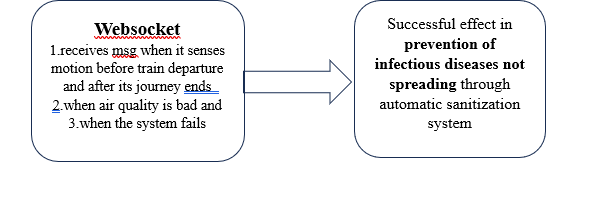 Websocket
1.receives msg when it senses
motion before train departure
and after its journey ends
2.when air quality is bad and
3.when the system fails
Successful effect in
prevention of
infectious diseases not
spreading through
automatic sanitization
system